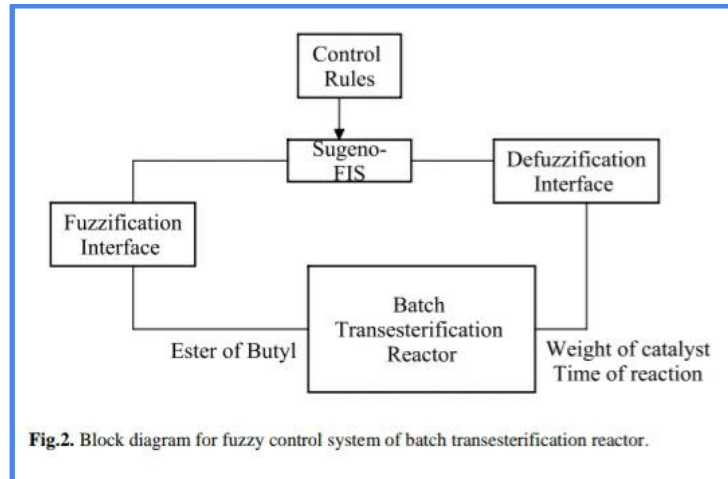 Control
Rules
Sugeno-
FIS
Defuzzification
Interface
Fuzzification
Interface
Batch
Transesterification
Reactor
Ester of Butyl
Weight of catalyst
Time of reaction
Fig.2. Block diagram for fuzzy control system of batch transesterification reactor.